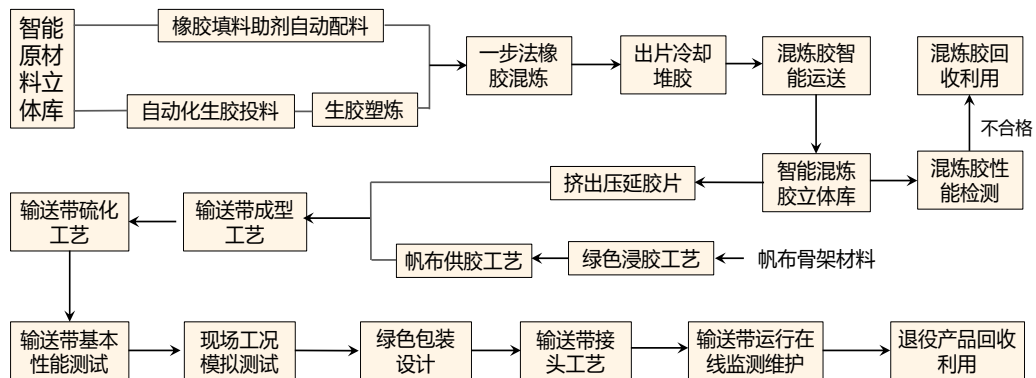 智能
原材
料立
体库
橡胶填料助剂自动配料
自动化生胶投料
生胶塑炼
一步法橡
胶混炼
出片冷却
堆胶
混炼胶智
能运送
混炼胶回
收利用
不合格
智能混炼
胶立体库
混炼胶性
能检测
挤出压延胶片
输送带硫化
工艺
输送带成型
工艺
帆布供胶工艺
绿色浸胶工艺
帆布骨架材料
输送带基本
性能测试
现场工况
模拟测试
绿色包装
设计
输送带接
头工艺
输送带运行在
线监测维护
退役产品回收
利用